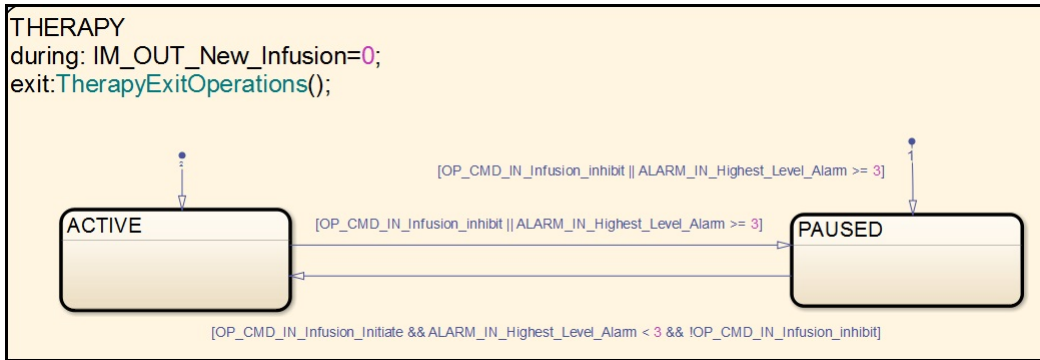 THERAPY
during: IM_OUT_New_Infusion=0;
exit:TherapyExitOperations();
2
1
[OP_CMD_IN_Infusion_inhibit || ALARM_IN_Highest_Level_Alarm >= 3]
ACTIVE
[OP_CMD_IN_Infusion_inhibit || ALARM_IN_Highest_Level_Alarm >= 3]
PAUSED
[OP_CMD_IN_Infusion_Initiate && ALARM_IN_Highest_Level_Alarm < 3 && !OP_CMD_IN_Infusion_inhibit]